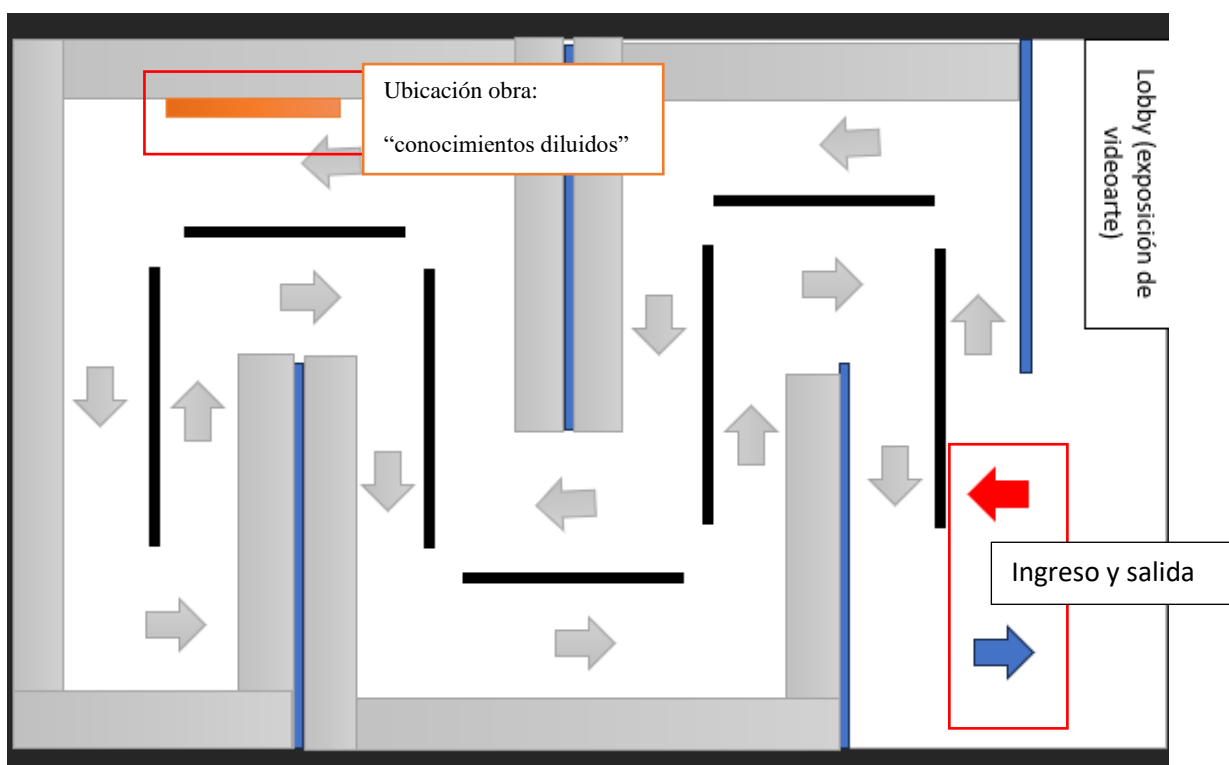 Ubicación obra:
“conocimientos diluidos”
Lobby (exposición de
videoarte)
Ingreso y salida